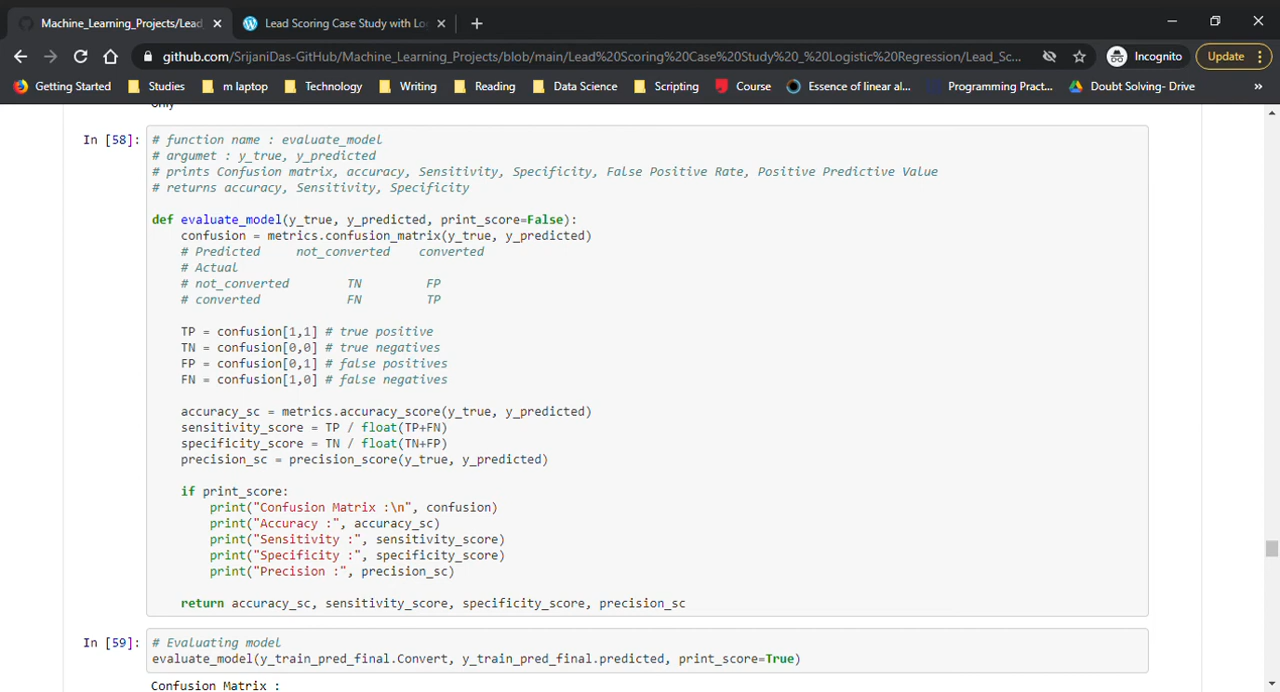 Machine_Learning_Projects/Lead
Lead Scoring Case Study with Lo
github.com/SrijaniDas-GitHub/Machine_Learning_Projects/blob/main/Lead%20Scoring%20Case%20Study%20_%20Logistic%20Regression/Lead_Sc...
Incognito
Update
Getting Started
Studies
m laptop
Technology
Writing
Reading
Data Science
Scripting
Course
Essence of linear al...
Programming Pract...
Doubt Solving- Drive
»
only
In [58]:
# function name : evaluate_model
# argumet : y_true, y_predicted
# prints Confusion matrix, accuracy, Sensitivity, Specificity, False Positive Rate, Positive Predictive Value
# returns accuracy, Sensitivity, Specificity
def evaluate_model(y_true, y_predicted, print_score=False):
confusion = metrics.confusion_matrix(y_true, y_predicted)
# Predicted     not_converted    converted
# Actual
# not_converted        TN         FP
# converted            FN         TP
TP = confusion[1,1] # true positive
TN = confusion[0,0] # true negatives
FP = confusion[0,1] # false positives
FN = confusion[1,0] # false negatives
accuracy_sc = metrics.accuracy_score(y_true, y_predicted)
sensitivity_score = TP / float(TP+FN)
specificity_score = TN / float(TN+FP)
precision_sc = precision_score(y_true, y_predicted)
if print_score:
print("Confusion Matrix :\n", confusion)
print("Accuracy :", accuracy_sc)
print("Sensitivity :", sensitivity_score)
print("Specificity :", specificity_score)
print("Precision :", precision_sc)
return accuracy_sc, sensitivity_score, specificity_score, precision_sc
In [59]:
# Evaluating model
evaluate_model(y_train_pred_final.Convert, y_train_pred_final.predicted, print_score=True)
Confusion Matrix :